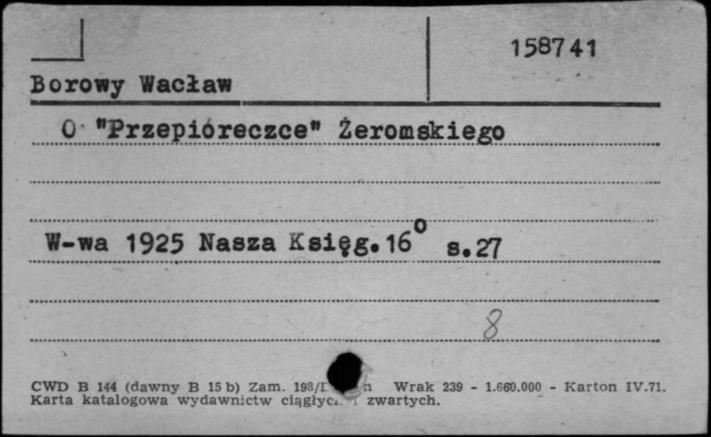 158741
Borowy Wacław
O "Przepióreczce" Żeromskiego
W-wa 1925 Nasza Księg. 16° s.27
8
CWD B 144 (dawny B 15 b) Zam. Wrak 239 - 1.660.000 - Karton IV.71.
Karta katalogowa wydawnictw zwartych.